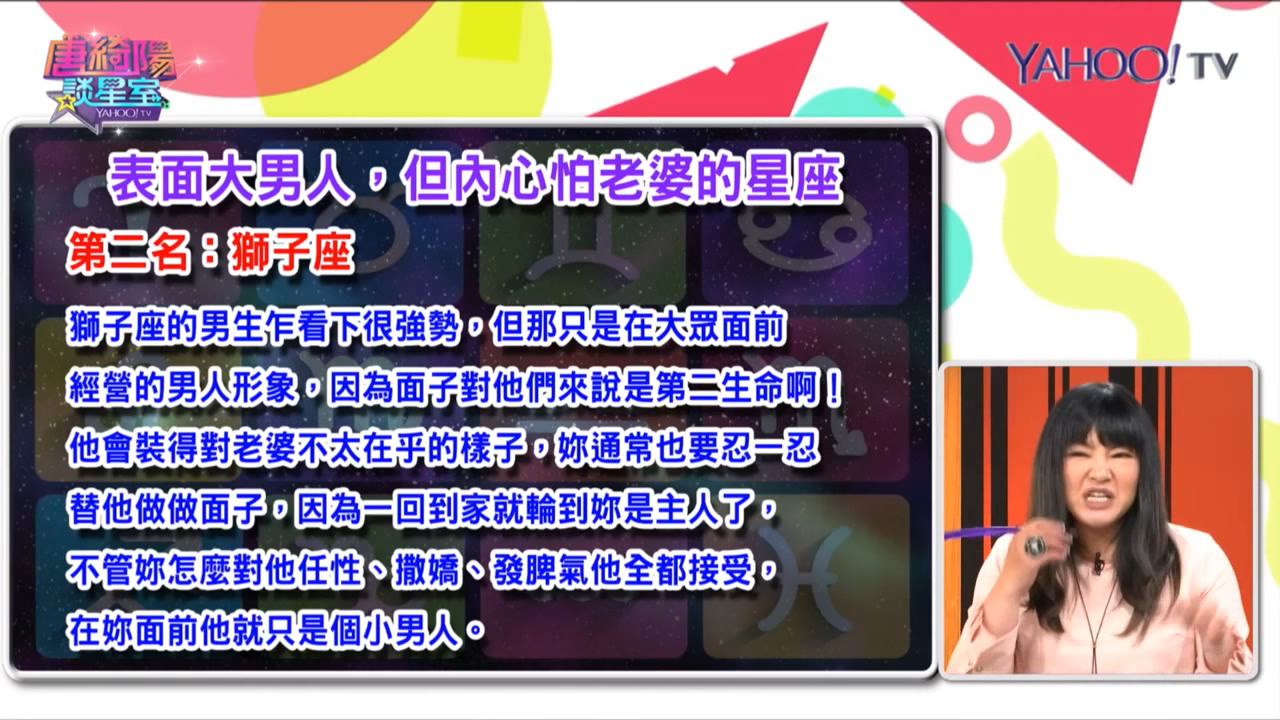 唐綺陽
談星室
YAHOO! TV
YAHOO! TV
表面大男人，但內心怕老婆的星座
第二名：獅子座
獅子座的男生乍看下很強勢，但那只是在大眾面前
經營的男人形象，因為面子對他們來說是第二生命啊！
他會裝得對老婆不太在乎的樣子，妳通常也要忍一忍
替他做做面子，因為一回到家就輪到妳是主人了，
不管妳怎麼對他任性、撒嬌、發脾氣他全都接受，
在妳面前他就只是個小男人。